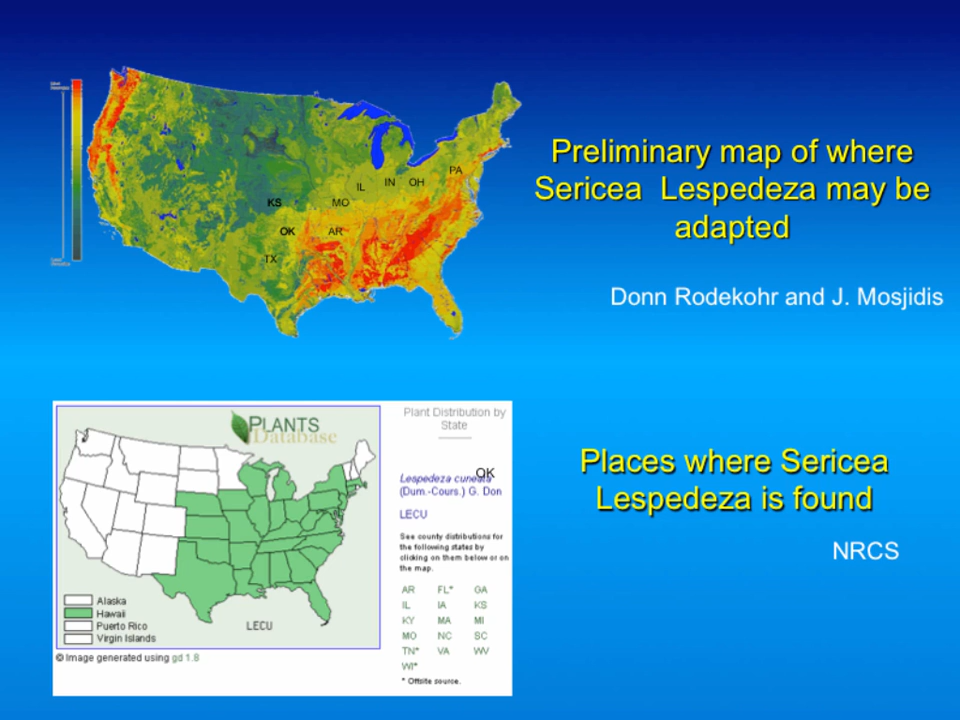 Preliminary map of where
Sericea Lespedeza may be
adapted
Donn Rodekohr and J. Mosjidis
PA
IL IN OH
KS MO
OK AR
TX
PLANTS
Database
Alaska
Hawaii
Puerto Rico
Virgin Islands
LECU
© Image generated using gd 1.8
Plant Distribution by
State
OK
Lespedeza cuneata
(Dum.-Cours.) G. Don
LECU
See county distributions for
the following states by
clicking on them below or on
the map.
AR FL* GA
IL IA KS
KY MA MI
MO NC SC
TN* VA WV
WI*
* Offsite source.
Places where Sericea
Lespedeza is found
NRCS